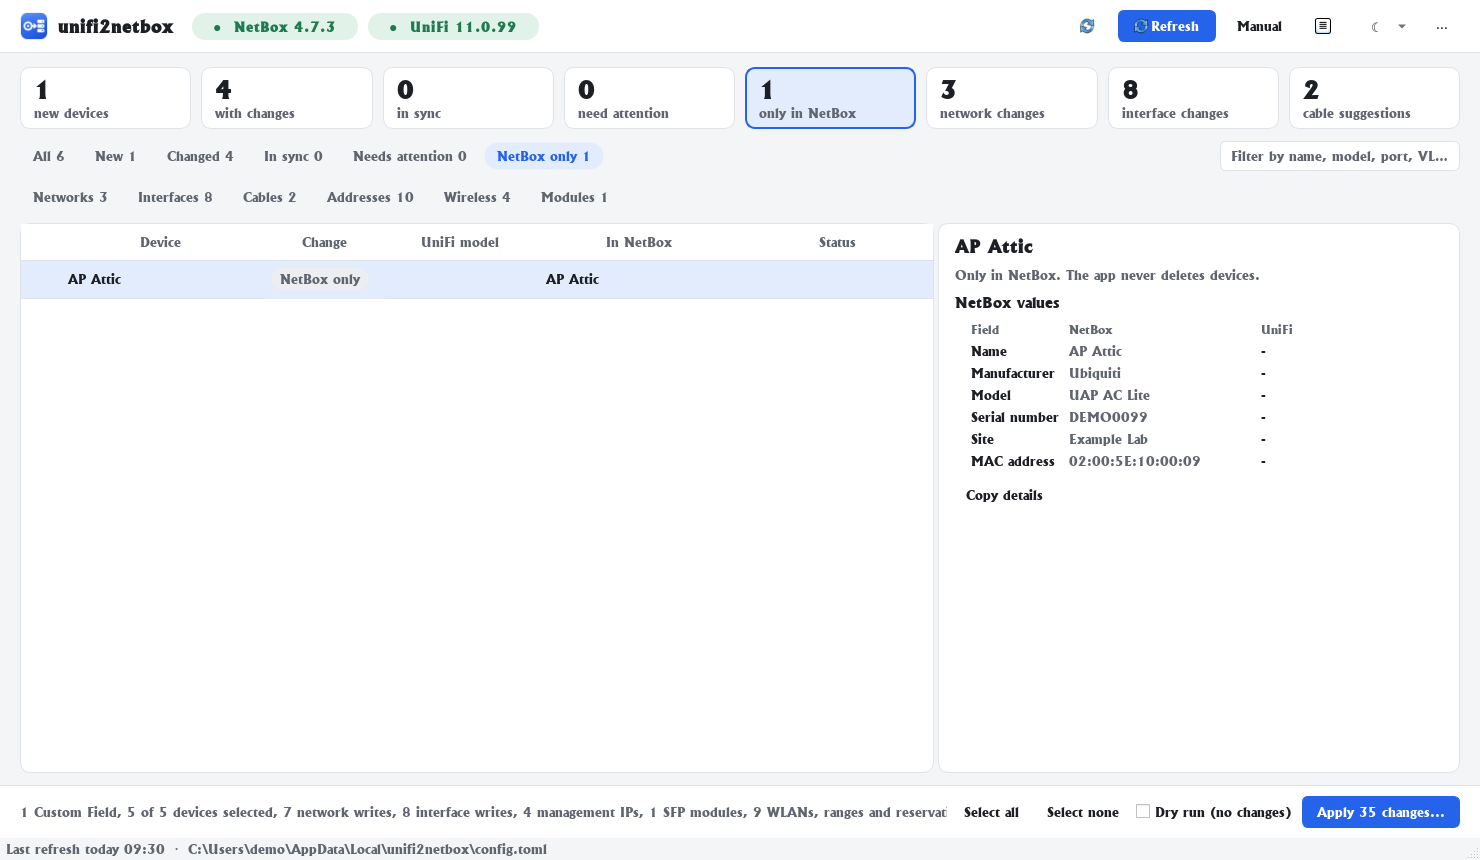 unifi2netbox
● NetBox 4.7.3
● UniFi 11.0.99
Refresh
Manual
...
1
new devices
4
with changes
0
in sync
0
need attention
1
only in NetBox
3
network changes
8
interface changes
2
cable suggestions
All 6
New 1
Changed 4
In sync 0
Needs attention 0
NetBox only 1
Filter by name, model, port, VL...
Networks 3
Interfaces 8
Cables 2
Addresses 10
Wireless 4
Modules 1
Device Change UniFi model In NetBox Status
AP Attic NetBox only AP Attic
AP Attic
Only in NetBox. The app never deletes devices.
NetBox values
Field NetBox UniFi
Name AP Attic -
Manufacturer Ubiquiti -
Model UAP AC Lite -
Serial number DEMO0099 -
Site Example Lab -
MAC address 02:00:5E:10:00:09 -
Copy details
1 Custom Field, 5 of 5 devices selected, 7 network writes, 8 interface writes, 4 management IPs, 1 SFP modules, 9 WLANs, ranges and reservati
Select all
Select none
Dry run (no changes)
Apply 35 changes...
Last refresh today 09:30 · C:\Users\demo\AppData\Local\unifi2netbox\config.toml